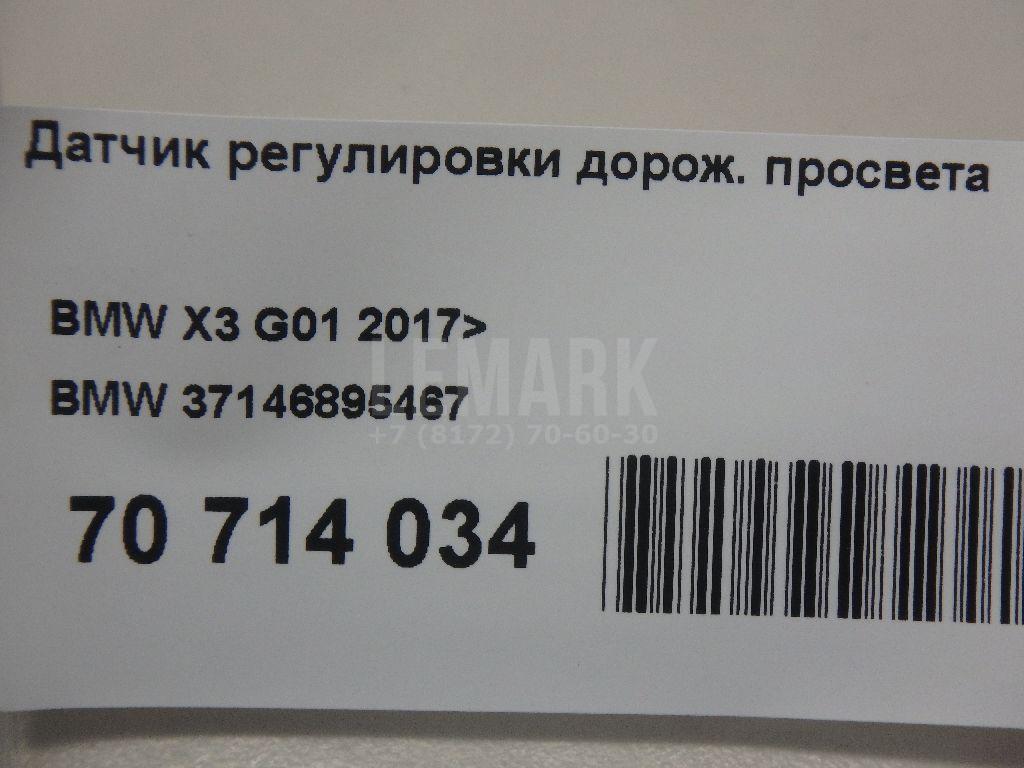 Датчик регулировки дорож. просвета
BMW X3 G01 2017>
LEMARK
BMW 37146895467
+7 (8172) 70-60-30
70 714 034